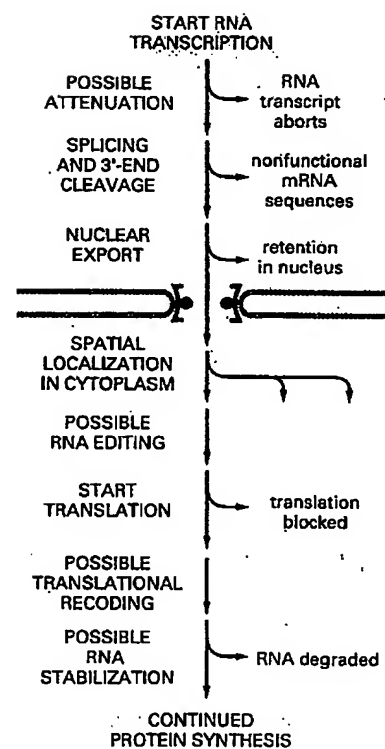 START RNA
TRANSCRIPTION
POSSIBLE
ATTENUATION
RNA
transcript
aborts
SPLICING
AND 3'-END
CLEAVAGE
nonfunctional
mRNA
sequences
NUCLEAR
EXPORT
retention
in nucleus
SPATIAL
LOCALIZATION
IN CYTOPLASM
POSSIBLE
RNA EDITING
START
TRANSLATION
translation
blocked
POSSIBLE
TRANSLATIONAL
RECODING
POSSIBLE
RNA
STABILIZATION
RNA degraded
CONTINUED
PROTEIN SYNTHESIS